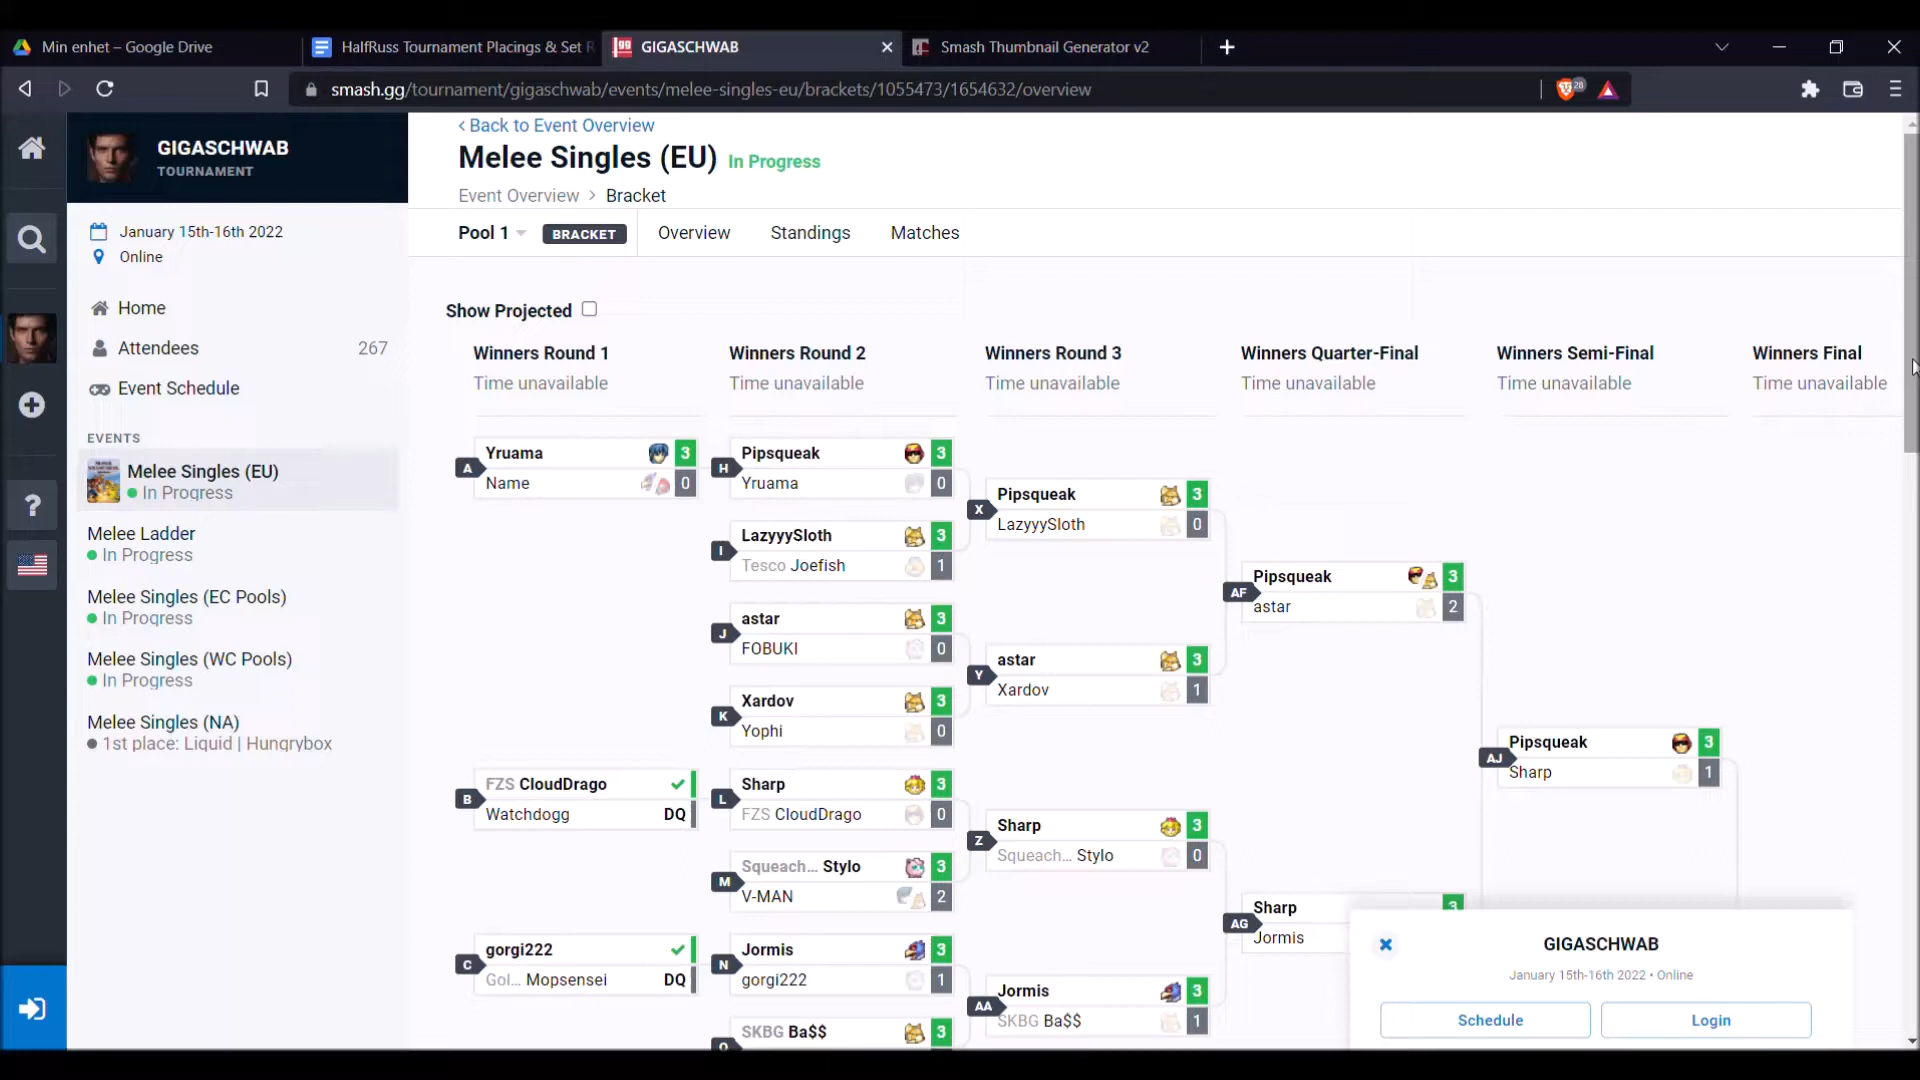 Min enhet – Google Drive
HalfRuss Tournament Placings & Set R
GIGASCHWAB
Smash Thumbnail Generator v2
smash.gg/tournament/gigaschwab/events/melee-singles-eu/brackets/1055473/1654632/overview
28
GIGASCHWAB
TOURNAMENT
January 15th-16th 2022
Online
Home
Attendees 267
Event Schedule
EVENTS
Melee Singles (EU)
In Progress
Melee Ladder
In Progress
Melee Singles (EC Pools)
In Progress
Melee Singles (WC Pools)
In Progress
Melee Singles (NA)
1st place: Liquid | Hungrybox
‹ Back to Event Overview
Melee Singles (EU) In Progress
Event Overview > Bracket
Pool 1 BRACKET Overview Standings Matches
Show Projected
Winners Round 1
Time unavailable
A
Yruama 3
Name 0
B
FZS CloudDrago
Watchdogg DQ
C
gorgi222
Gol... Mopsensei DQ
Winners Round 2
Time unavailable
H
Pipsqueak 3
Yruama 0
I
LazyyySloth 3
Tesco Joefish 1
J
astar 3
FOBUKI 0
K
Xardov 3
Yophi 0
L
Sharp 3
FZS CloudDrago 0
M
Squeach... Stylo 3
V-MAN 2
N
Jormis 3
gorgi222 1
O
SKBG Ba$$ 3
Winners Round 3
Time unavailable
X
Pipsqueak 3
LazyyySloth 0
Y
astar 3
Xardov 1
Z
Sharp 3
Squeach... Stylo 0
AA
Jormis 3
SKBG Ba$$ 1
Winners Quarter-Final
Time unavailable
AF
Pipsqueak 3
astar 2
AG
Sharp 3
Jormis
Winners Semi-Final
Time unavailable
AJ
Pipsqueak 3
Sharp 1
Winners Final
Time unavailable
GIGASCHWAB
January 15th-16th 2022 • Online
Schedule
Login